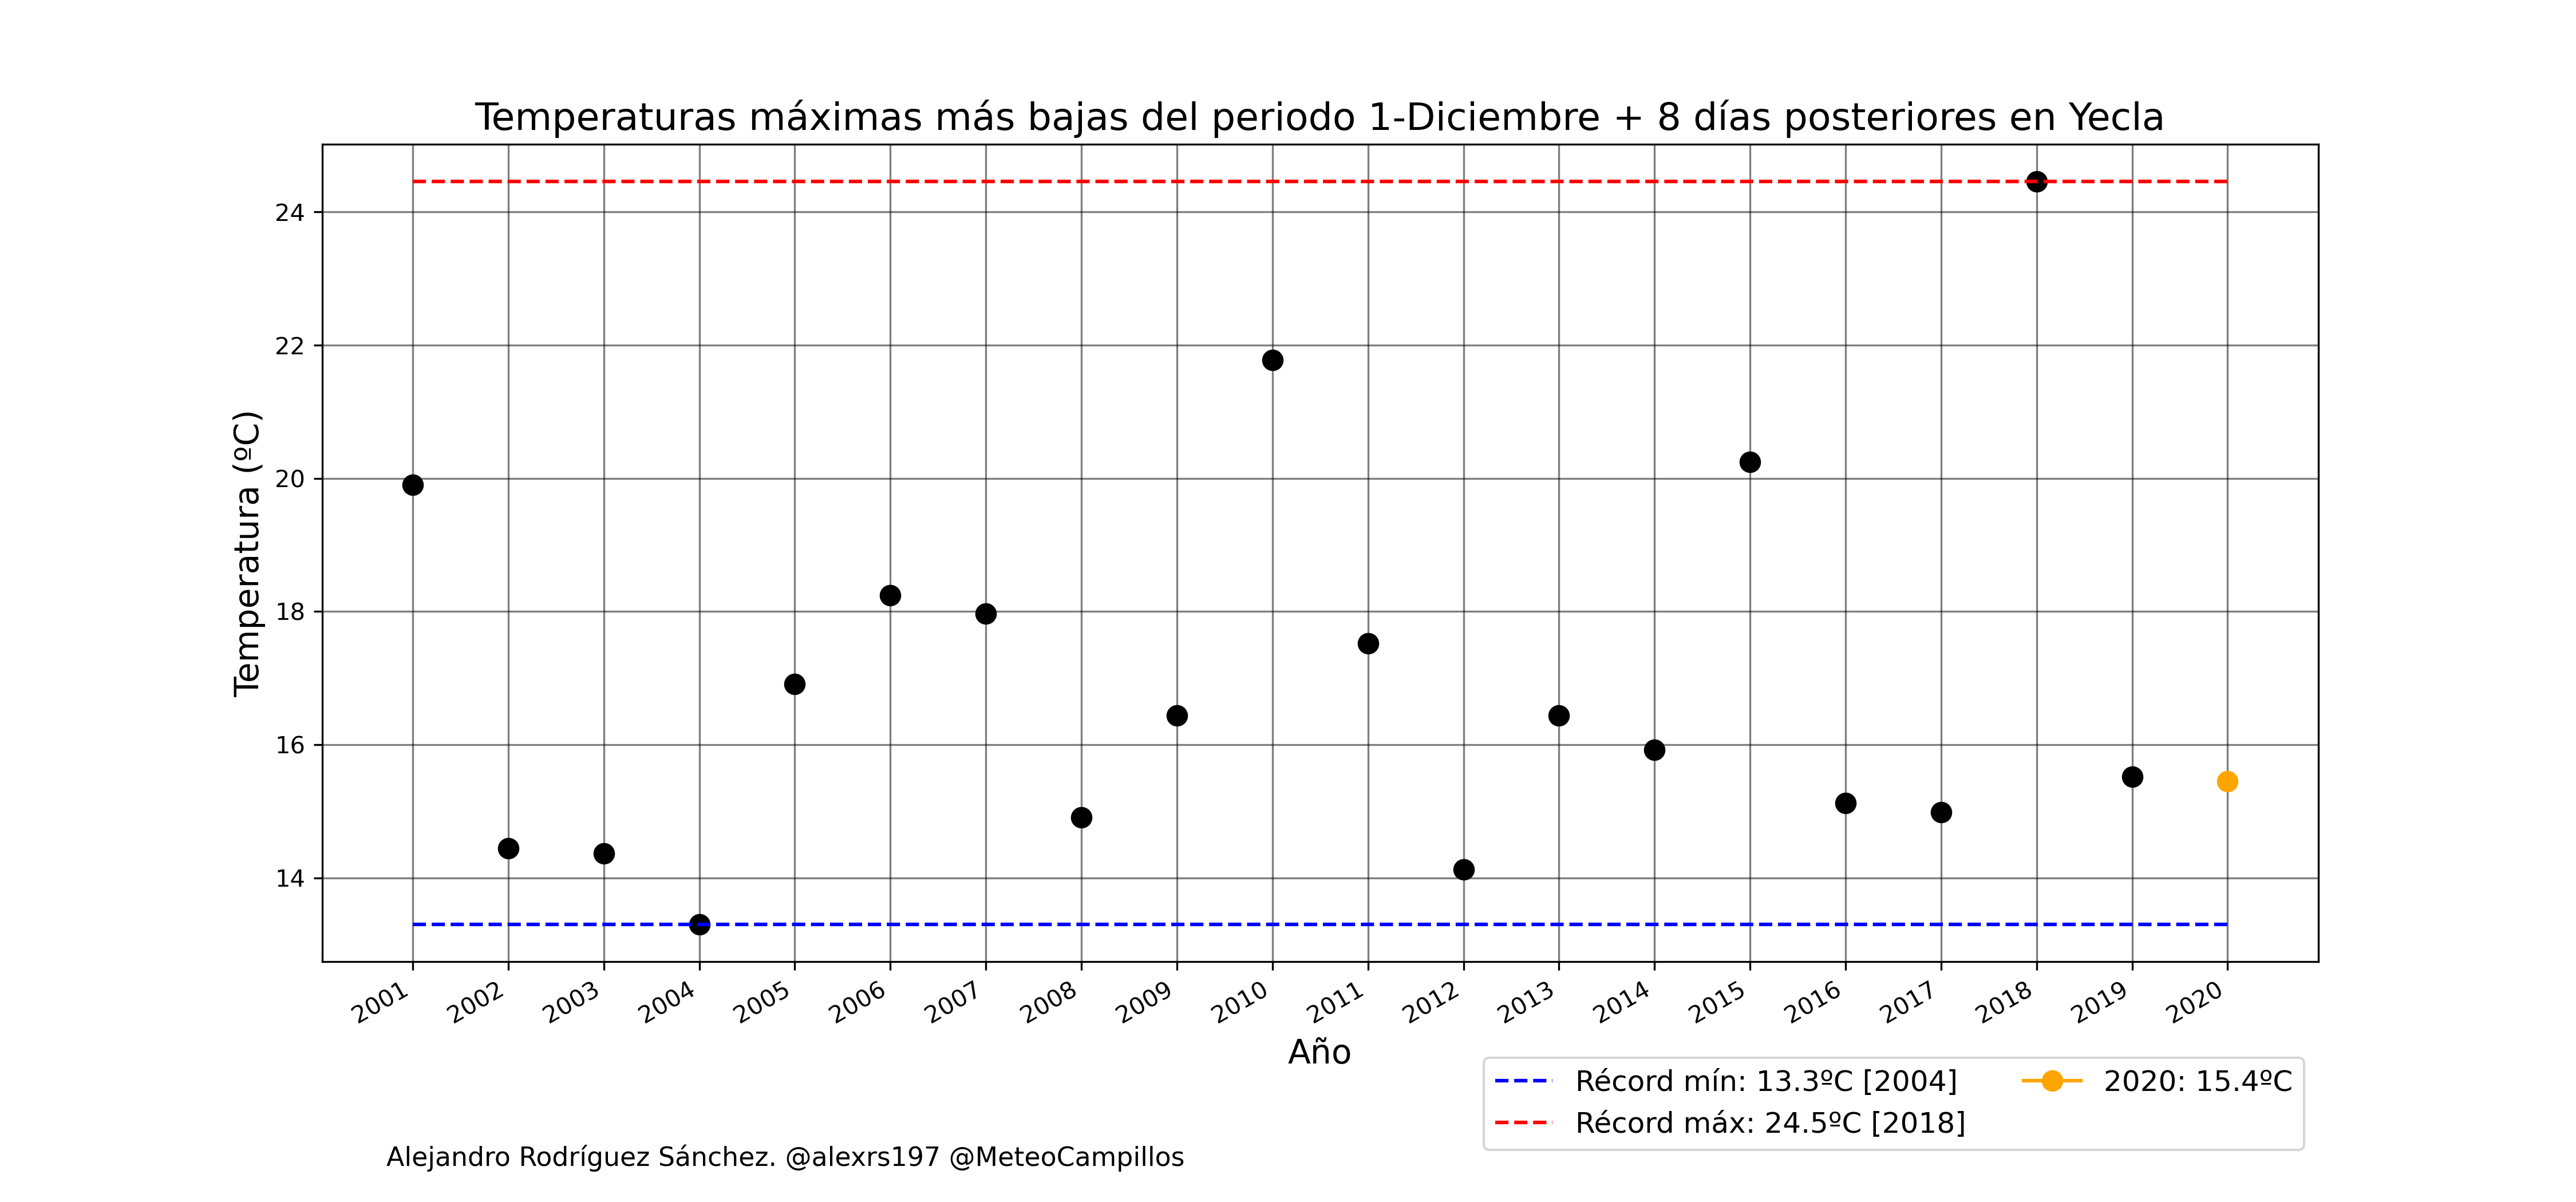 Temperaturas máximas más bajas del periodo 1-Diciembre + 8 días posteriores en Yecla
Temperatura (ºC)
24
22
20
18
16
14
2001 2002 2003 2004 2005 2006 2007 2008 2009 2010 2011 2012 2013 2014 2015 2016 2017 2018 2019 2020
Año
Récord mín: 13.3ºC [2004]
Récord máx: 24.5ºC [2018]
2020: 15.4ºC
Alejandro Rodríguez Sánchez. @alexrs197 @MeteoCampillos